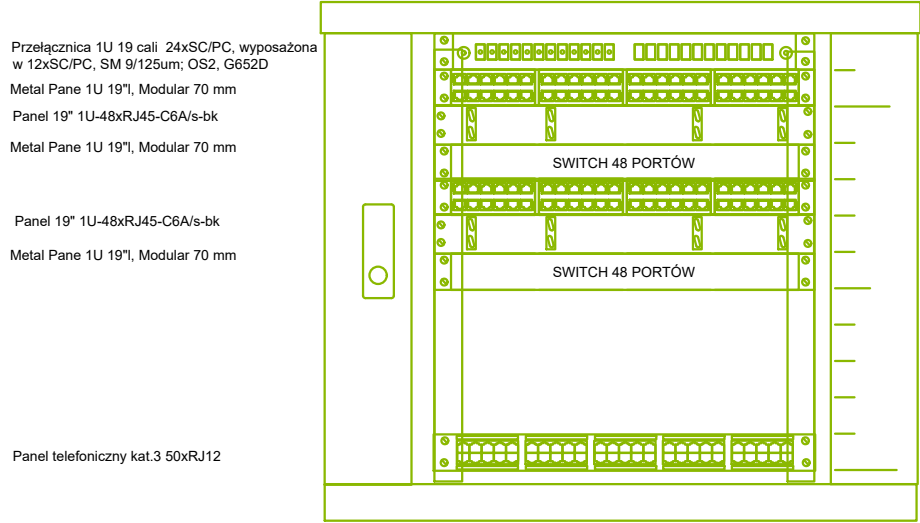 Przełącznica 1U 19 cali 24xSC/PC, wyposażona
w 12xSC/PC, SM 9/125um; OS2, G652D
Metal Pane 1U 19"l, Modular 70 mm
Panel 19" 1U-48xRJ45-C6A/s-bk
Metal Pane 1U 19"l, Modular 70 mm
SWITCH 48 PORTÓW
Panel 19" 1U-48xRJ45-C6A/s-bk
Metal Pane 1U 19"l, Modular 70 mm
SWITCH 48 PORTÓW
Panel telefoniczny kat.3 50xRJ12